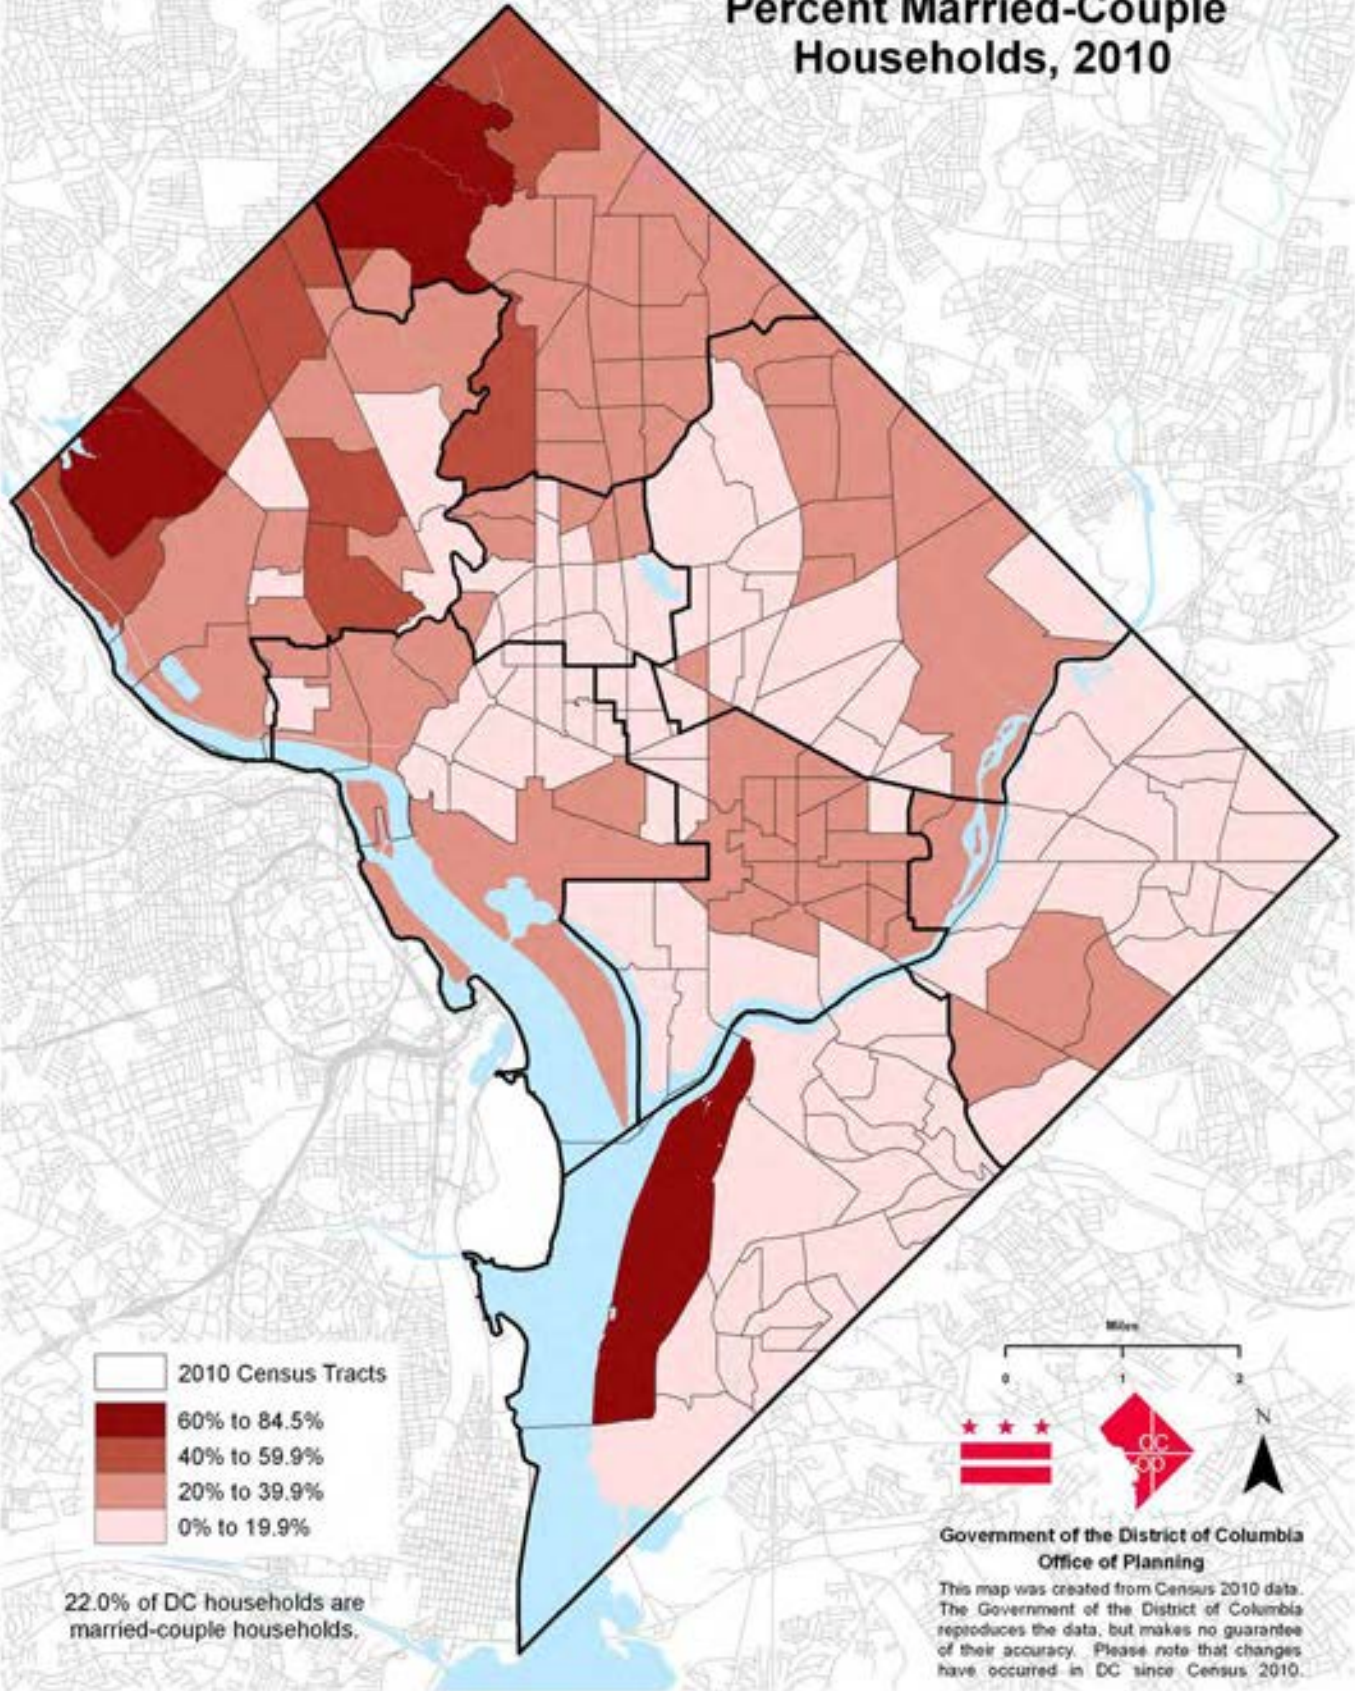 Percent Married-Couple
Households, 2010
2010 Census Tracts
60% to 84.5%
40% to 59.9%
20% to 39.9%
0% to 19.9%
22.0% of DC households are
married-couple households.
Miles
0 1 2
N
dc
op
Government of the District of Columbia
Office of Planning
This map was created from Census 2010 data.
The Government of the District of Columbia
reproduces the data, but makes no guarantee
of their accuracy. Please note that changes
have occurred in DC since Census 2010.